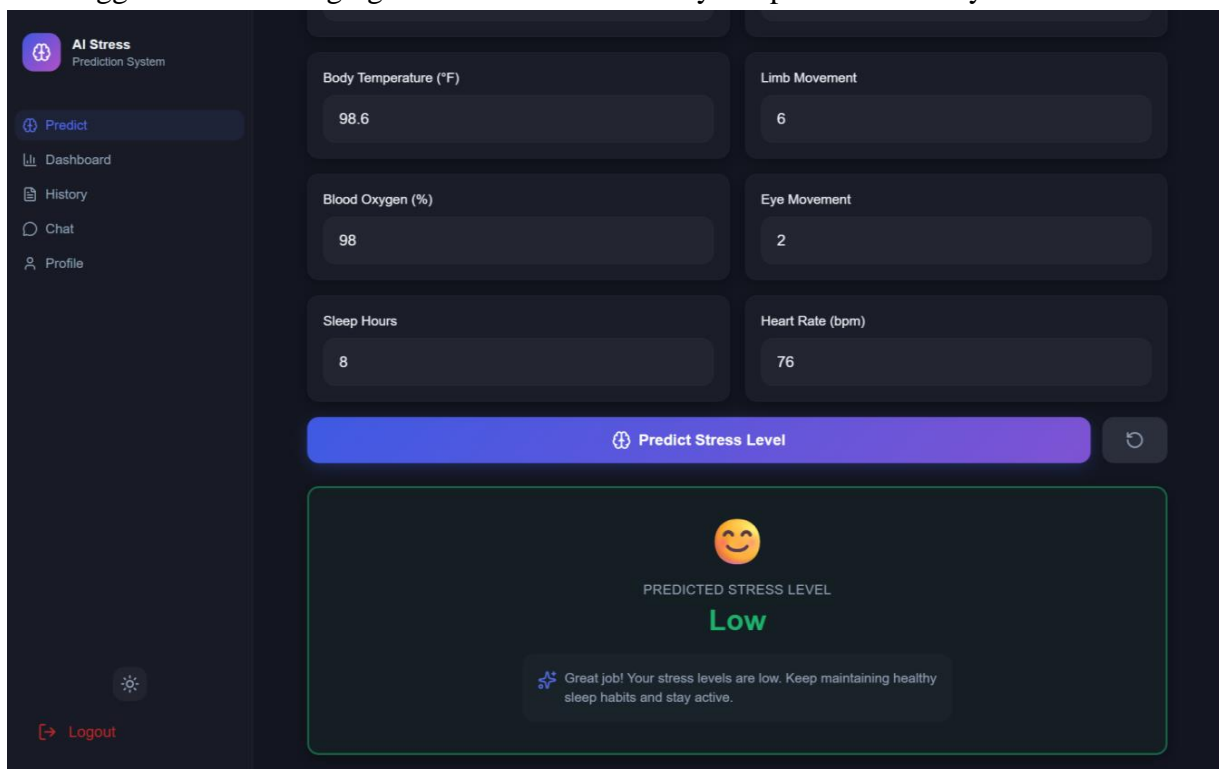 AI Stress
Prediction System
Predict
Dashboard
History
Chat
Profile
Logout
Body Temperature (°F)
98.6
Limb Movement
6
Blood Oxygen (%)
98
Eye Movement
2
Sleep Hours
8
Heart Rate (bpm)
76
Predict Stress Level
PREDICTED STRESS LEVEL
Low
Great job! Your stress levels are low. Keep maintaining healthy
sleep habits and stay active.